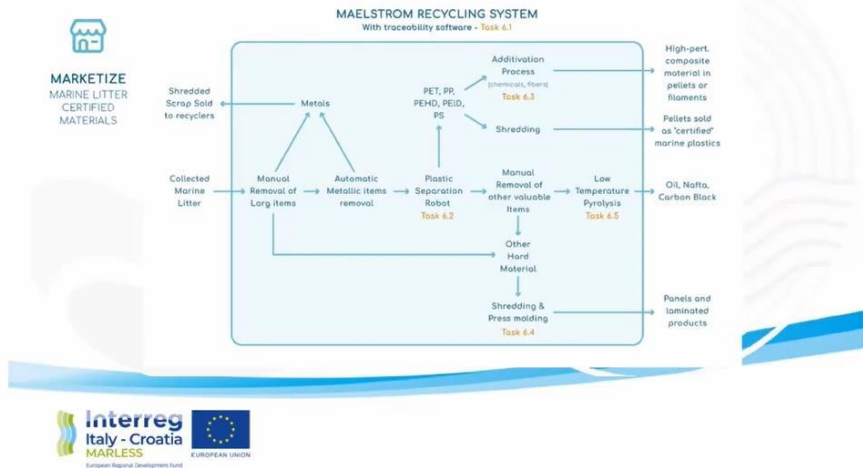 MAELSTROM RECYCLING SYSTEM
With traceability software - Task 6.1
MARKETIZE
MARINE LITTER
CERTIFIED
MATERIALS
Shredded
Scrap Sold
to recyclers
Metals
PET, PP,
PEHD, PElD,
PS
Additivation
Process
(chemicals, fibers)
Task 6.3
High-pert.
composite
material in
pellets or
filaments
Shredding
Pellets sold
as "certified"
marine plastics
Collected
Marine
Litter
Manual
Removal of
Larg items
Automatic
Metallic items
removal
Plastic
Separation
Robot
Task 6.2
Manual
Removal of
other valuable
Items
Low
Temperature
Pyrolysis
Task 6.5
Oil, Nafta,
Carbon Black
Other
Hard
Material
Shredding &
Press molding
Task 6.4
Panels and
laminated
products
Interreg
Italy - Croatia
MARLESS
European Regional Development Fund
EUROPEAN UNION